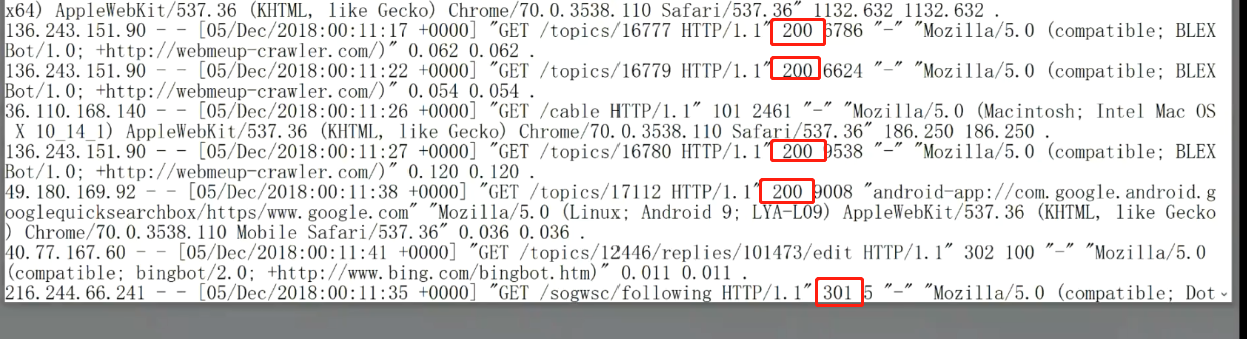 x64) AppleWebKit/537.36 (KHTML, like Gecko) Chrome/70.0.3538.110 Safari/537.36" 1132.632 1132.632 .
136.243.151.90 - - [05/Dec/2018:00:11:17 +0000] "GET /topics/16777 HTTP/1.1" 200 6786 "-" "Mozilla/5.0 (compatible; BLEX
Bot/1.0; +http://webmeup-crawler.com/)" 0.062 0.062 .
136.243.151.90 - - [05/Dec/2018:00:11:22 +0000] "GET /topics/16779 HTTP/1.1" 200 6624 "-" "Mozilla/5.0 (compatible; BLEX
Bot/1.0; +http://webmeup-crawler.com/)" 0.054 0.054 .
36.110.168.140 - - [05/Dec/2018:00:11:26 +0000] "GET /cable HTTP/1.1" 101 2461 "-" "Mozilla/5.0 (Macintosh; Intel Mac OS
X 10_14_1) AppleWebKit/537.36 (KHTML, like Gecko) Chrome/70.0.3538.110 Safari/537.36" 186.250 186.250 .
136.243.151.90 - - [05/Dec/2018:00:11:27 +0000] "GET /topics/16780 HTTP/1.1" 200 9538 "-" "Mozilla/5.0 (compatible; BLEX
Bot/1.0; +http://webmeup-crawler.com/)" 0.120 0.120 .
49.180.169.92 - - [05/Dec/2018:00:11:38 +0000] "GET /topics/17112 HTTP/1.1" 200 9008 "android-app://com.google.android.g
ooglequicksearchbox/https/www.google.com" "Mozilla/5.0 (Linux; Android 9; LYA-L09) AppleWebKit/537.36 (KHTML, like Gecko
) Chrome/70.0.3538.110 Mobile Safari/537.36" 0.036 0.036 .
40.77.167.60 - - [05/Dec/2018:00:11:41 +0000] "GET /topics/12446/replies/101473/edit HTTP/1.1" 302 100 "-" "Mozilla/5.0
(compatible; bingbot/2.0; +http://www.bing.com/bingbot.htm)" 0.011 0.011 .
216.244.66.241 - - [05/Dec/2018:00:11:35 +0000] "GET /sogwsc/following HTTP/1.1" 301 5 "-" "Mozilla/5.0 (compatible; Dot